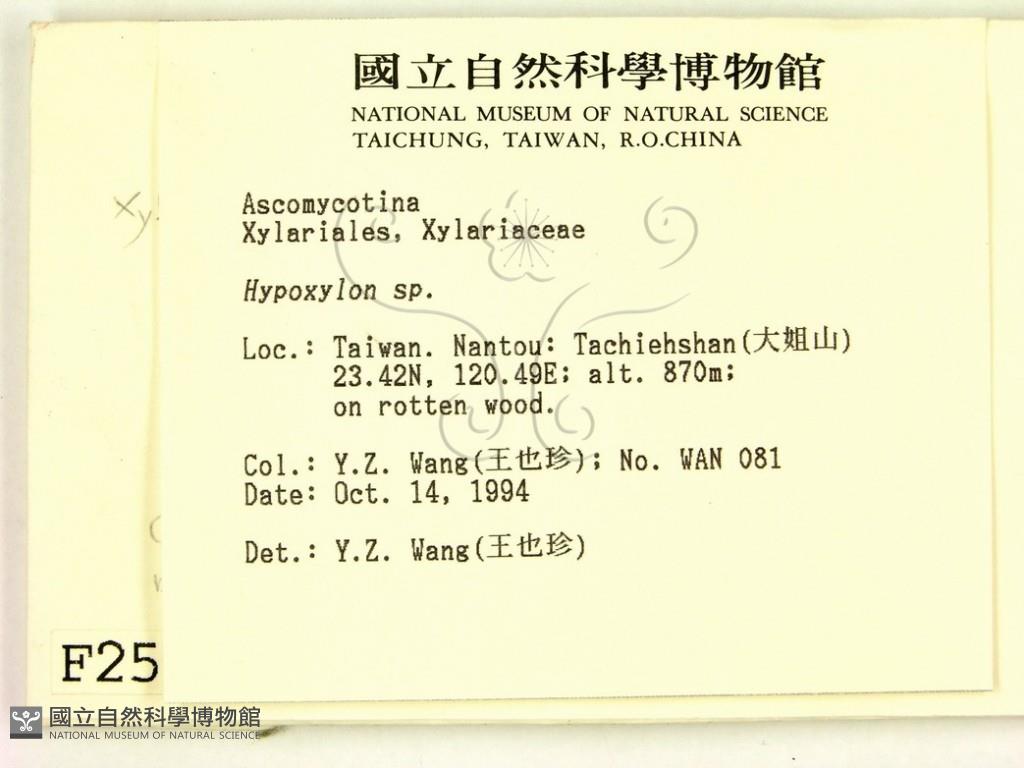 國立自然科學博物館
NATIONAL MUSEUM OF NATURAL SCIENCE
TAICHUNG, TAIWAN, R.O.CHINA
Xy
Ascomycotina
Xylariales, Xylariaceae
Hypoxylon sp.
Loc.: Taiwan. Nantou: Tachiehshan(大姐山)
23.42N, 120.49E; alt. 870m;
on rotten wood.
Col.: Y.Z. Wang(王也珍); No. WAN 081
Date: Oct. 14, 1994
Det.: Y.Z. Wang(王也珍)
F25
國立自然科學博物館
NATIONAL MUSEUM OF NATURAL SCIENCE